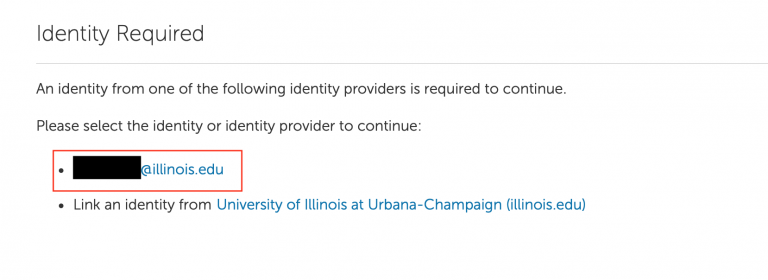 Identity Required
An identity from one of the following identity providers is required to continue.
Please select the identity or identity provider to continue:
• @illinois.edu
• Link an identity from University of Illinois at Urbana-Champaign (illinois.edu)